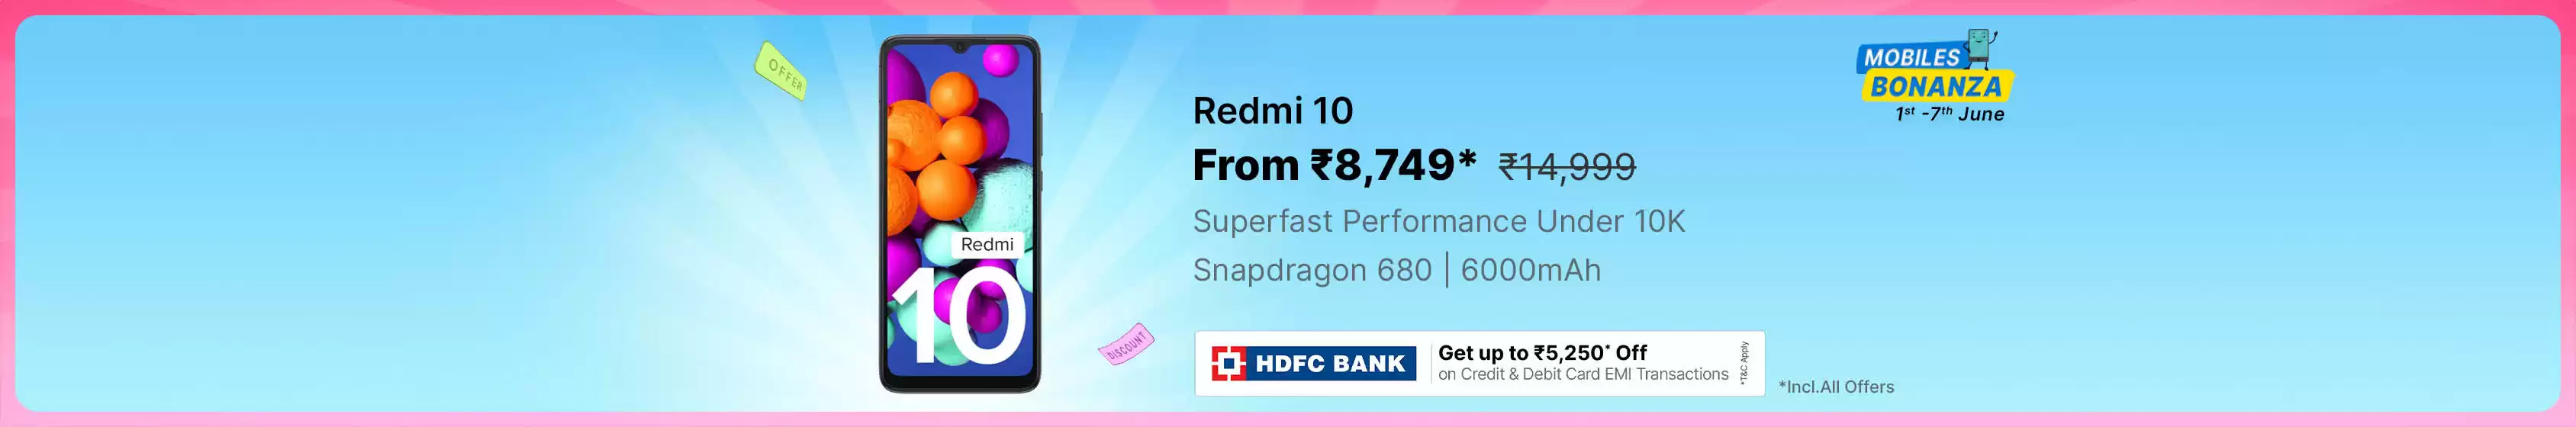 OFFER
Redmi
10
DISCOUNT
Redmi 10
From ₹8,749* ₹14,999
Superfast Performance Under 10K
Snapdragon 680 | 6000mAh
HDFC BANK
Get up to ₹5,250* Off
on Credit & Debit Card EMI Transactions
*T&C Apply
*Incl.All Offers
MOBILES
BONANZA
1st -7th June